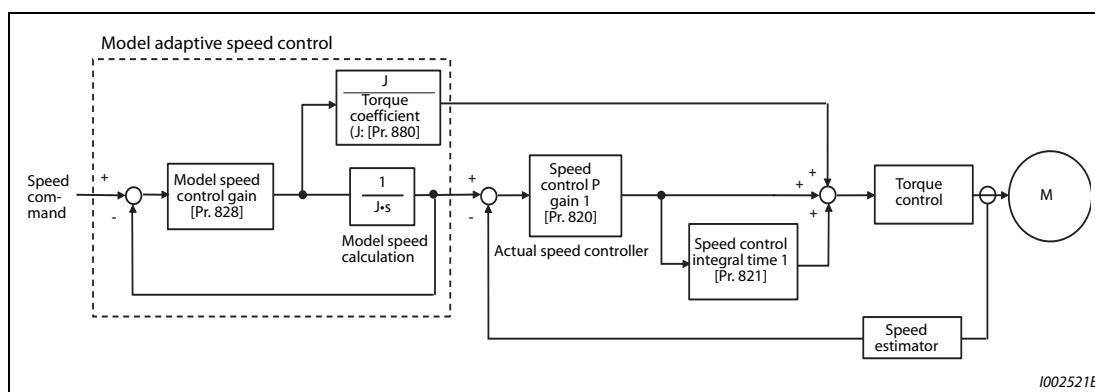 Model adaptive speed control
J
Torque
coefficient
(J: [Pr. 880]
Speed
com-
mand
+
-
Model speed
control gain
[Pr. 828]
1
J•s
Model speed
calculation
+
-
Speed
control P
gain 1
[Pr. 820]
Actual speed controller
Speed control
integral time 1
[Pr. 821]
+
+
+
Torque
control
M
Speed
estimator
I002521E